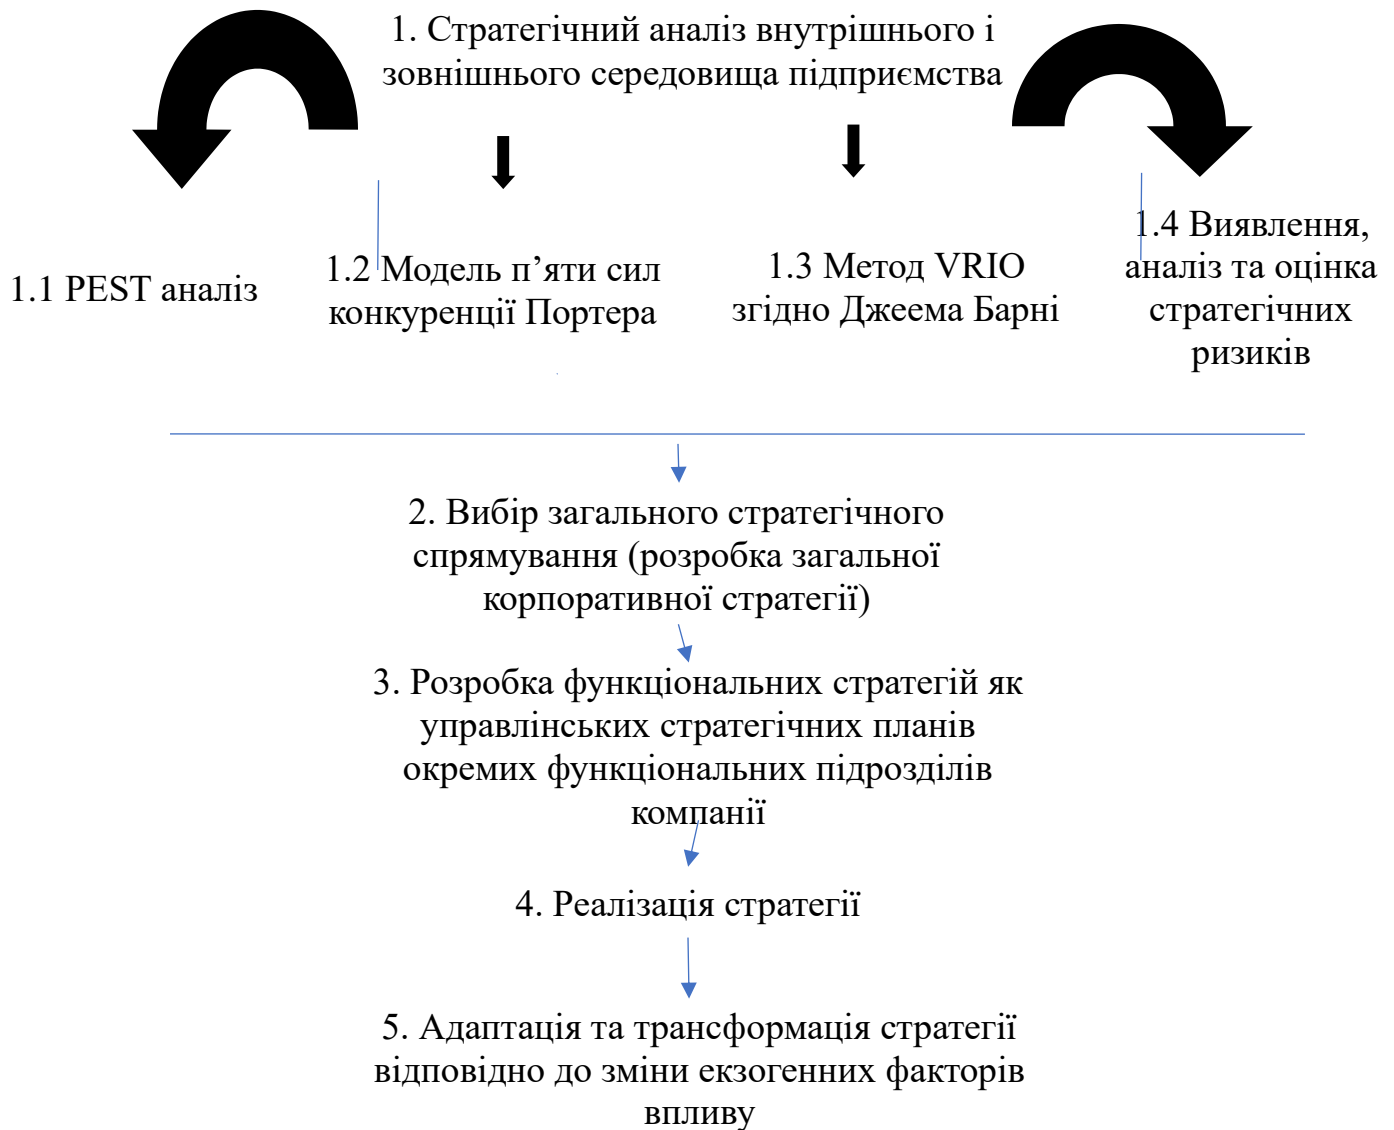 1. Стратегічний аналіз внутрішнього і
зовнішнього середовища підприємства
1.1 PEST аналіз
1.2 Модель п’яти сил
конкуренції Портера
1.3 Метод VRIO
згідно Джеема Барні
1.4 Виявлення,
аналіз та оцінка
стратегічних
ризиків
2. Вибір загального стратегічного
спрямування (розробка загальної
корпоративної стратегії)
3. Розробка функціональних стратегій як
управлінських стратегічних планів
окремих функціональних підрозділів
компанії
4. Реалізація стратегії
5. Адаптація та трансформація стратегії
відповідно до зміни екзогенних факторів
впливу